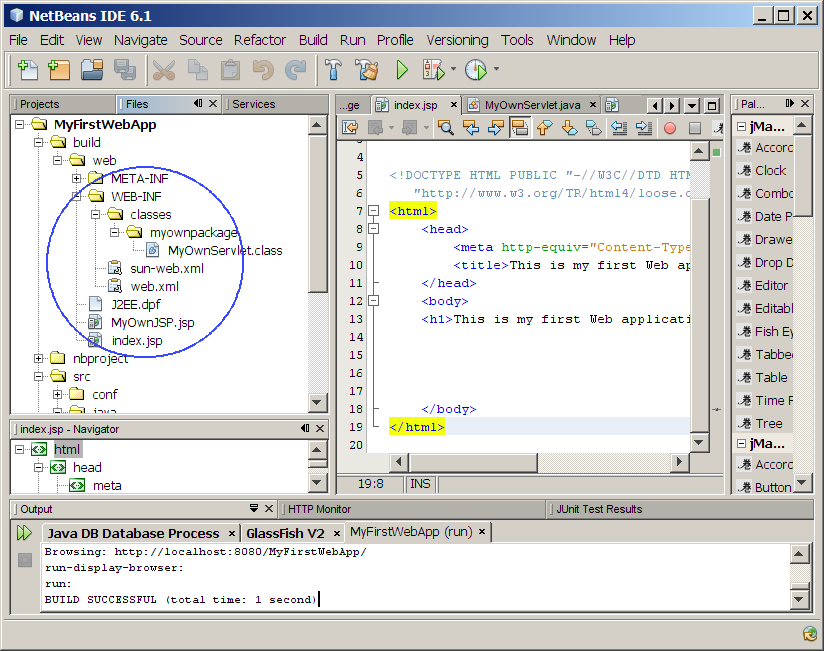 NetBeans IDE 6.1
File Edit View Navigate Source Refactor Build Run Profile Versioning Tools Window Help
Projects Files Services
MyFirstWebApp
build
web
META-INF
WEB-INF
classes
myownpackage
MyOwnServlet.class
sun-web.xml
web.xml
J2EE.dpf
MyOwnJSP.jsp
index.jsp
nbproject
src
conf
java
index.jsp - Navigator
html
head
meta
...ge index.jsp MyOwnServlet.java
4
5 <!DOCTYPE HTML PUBLIC "-//W3C//DTD HTM
6 "http://www.w3.org/TR/html4/loose.d
7 <html>
8 <head>
9 <meta http-equiv="Content-Type
10 <title>This is my first Web ap
11 </head>
12 <body>
13 <h1>This is my first Web applicati
14
15
16
17
18 </body>
19 </html>
20
19:8 INS
Pal...
jMa...
Accord
Clock
Combo
Date P
Drawe
Drop D
Editor
Editabl
Fish Ey
Tabbed
Table
Time P
Tree
jMa...
Accord
Button
Output HTTP Monitor JUnit Test Results
Java DB Database Process GlassFish V2 MyFirstWebApp (run)
Browsing: http://localhost:8080/MyFirstWebApp/
run-display-browser:
run:
BUILD SUCCESSFUL (total time: 1 second)